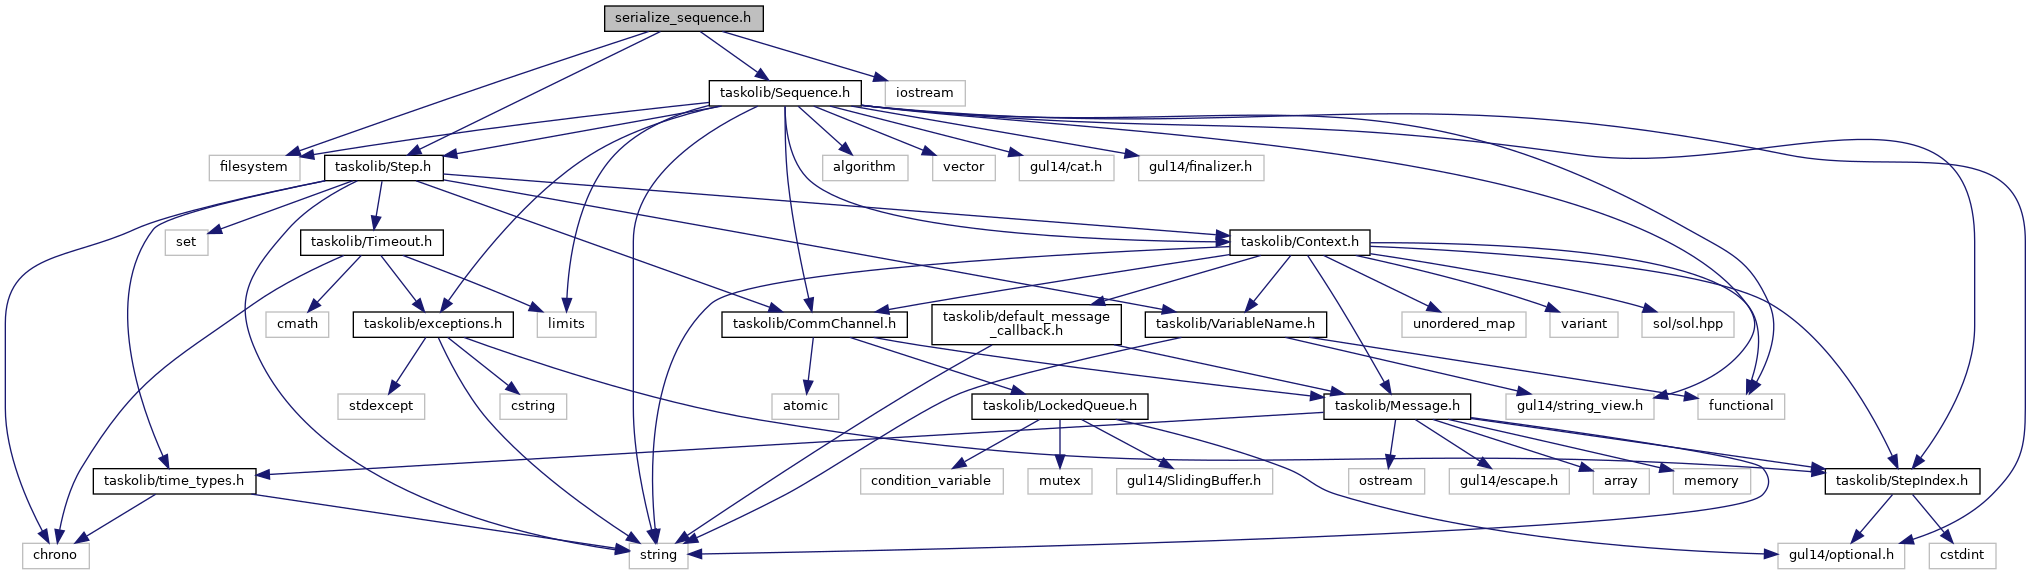 serialize_sequence.h
taskolib/Sequence.h
iostream
filesystem
taskolib/Step.h
algorithm
vector
gul14/cat.h
gul14/finalizer.h
set
taskolib/Timeout.h
taskolib/Context.h
cmath
taskolib/exceptions.h
limits
taskolib/CommChannel.h
taskolib/default_message
_callback.h
taskolib/VariableName.h
unordered_map
variant
sol/sol.hpp
stdexcept
cstring
atomic
taskolib/LockedQueue.h
taskolib/Message.h
gul14/string_view.h
functional
taskolib/time_types.h
condition_variable
mutex
gul14/SlidingBuffer.h
ostream
gul14/escape.h
array
memory
taskolib/StepIndex.h
chrono
string
gul14/optional.h
cstdint